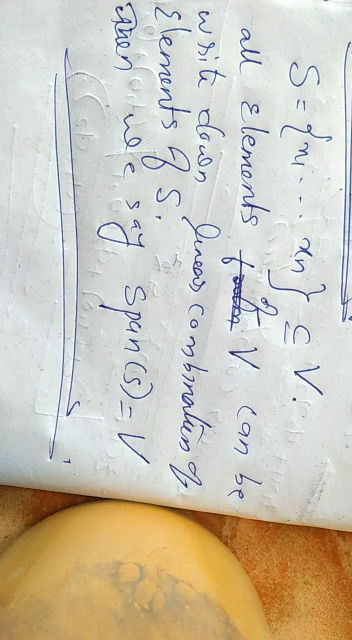 S = {x1 ... xn} ⊆ V.
all Elements of V can be
write down linear combination of
Elements of S.
Then we say Span(S) = V